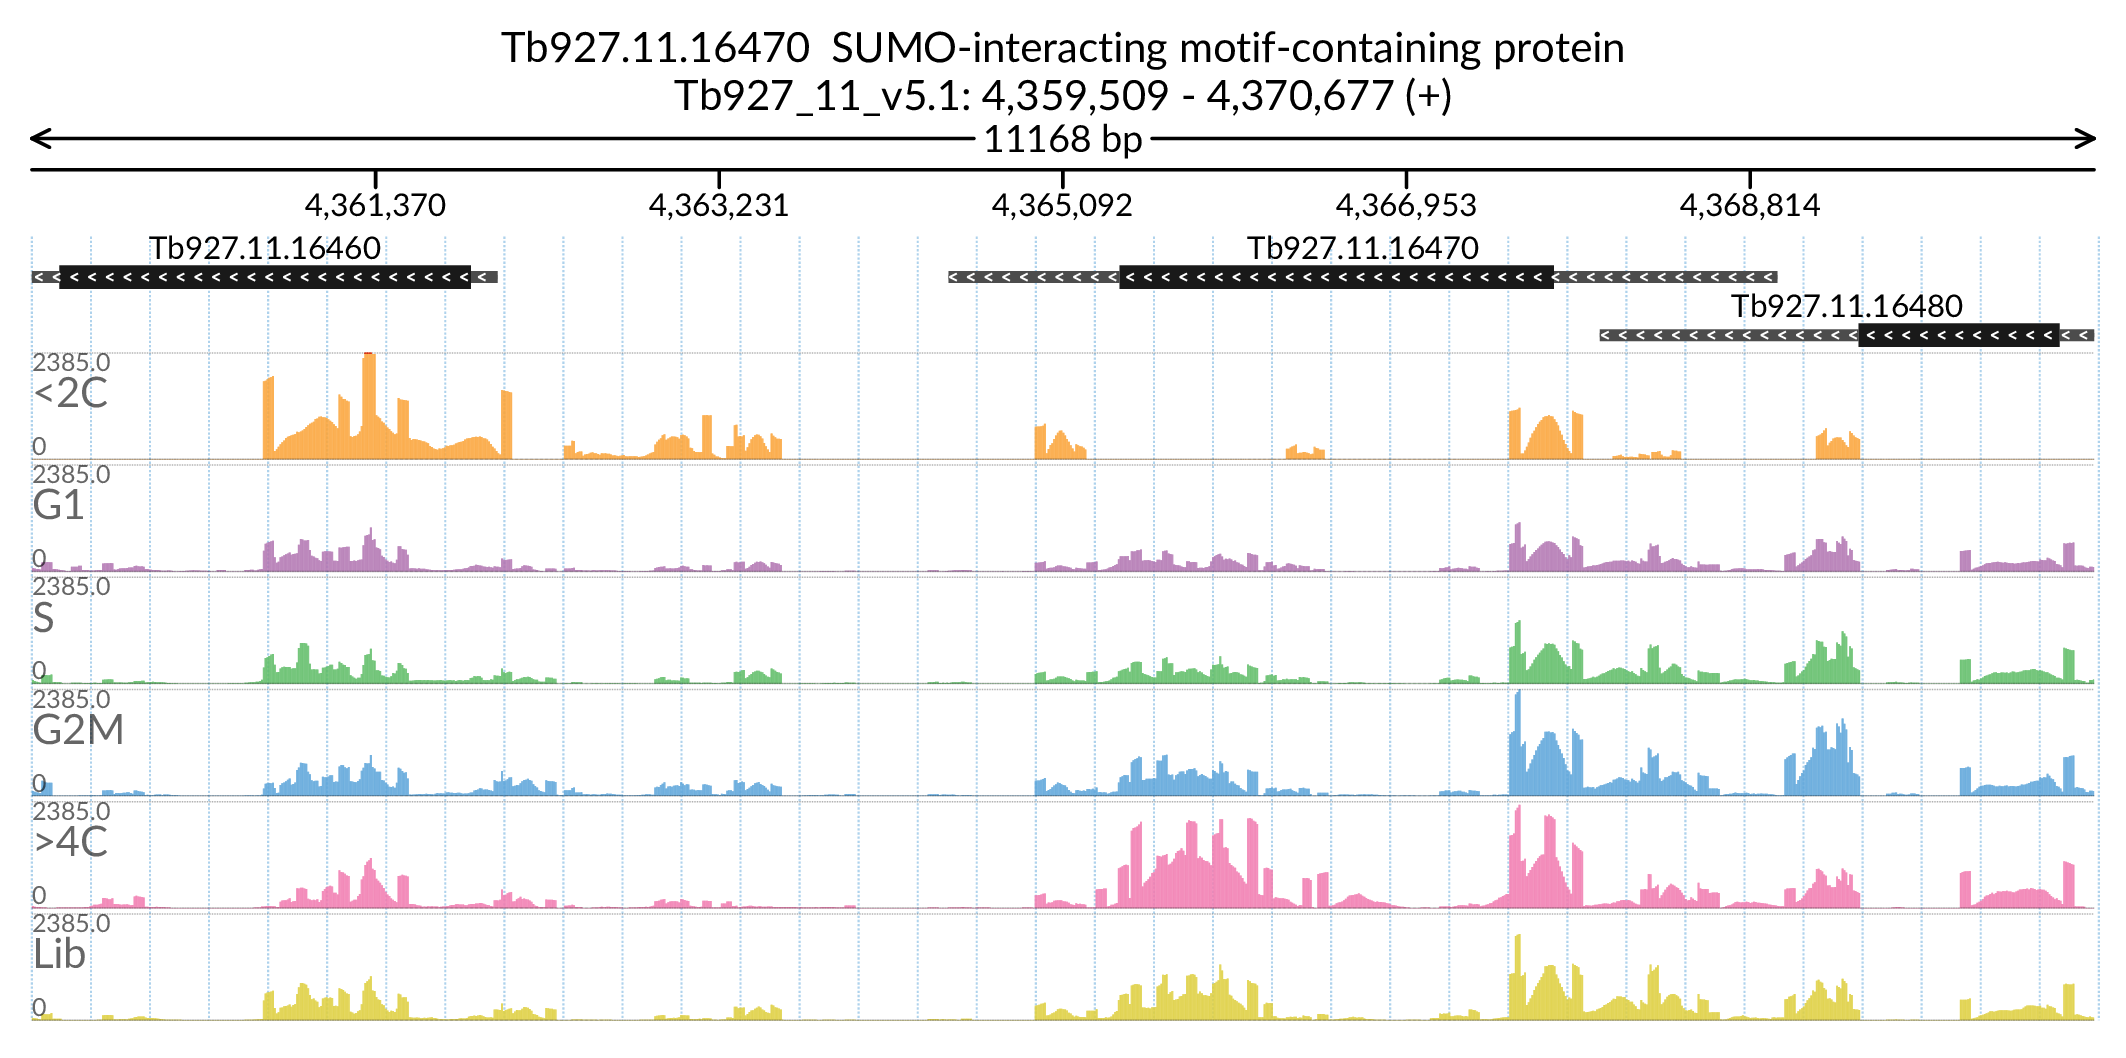 Tb927.11.16470  SUMO-interacting motif-containing protein
Tb927_11_v5.1: 4,359,509 - 4,370,677 (+)
11168 bp
4,361,370 4,363,231 4,365,092 4,366,953 4,368,814
Tb927.11.16460 Tb927.11.16470
Tb927.11.16480
2385.0
<2C
0
2385.0
G1
0
2385.0
S
0
2385.0
G2M
0
2385.0
>4C
0
2385.0
Lib
0